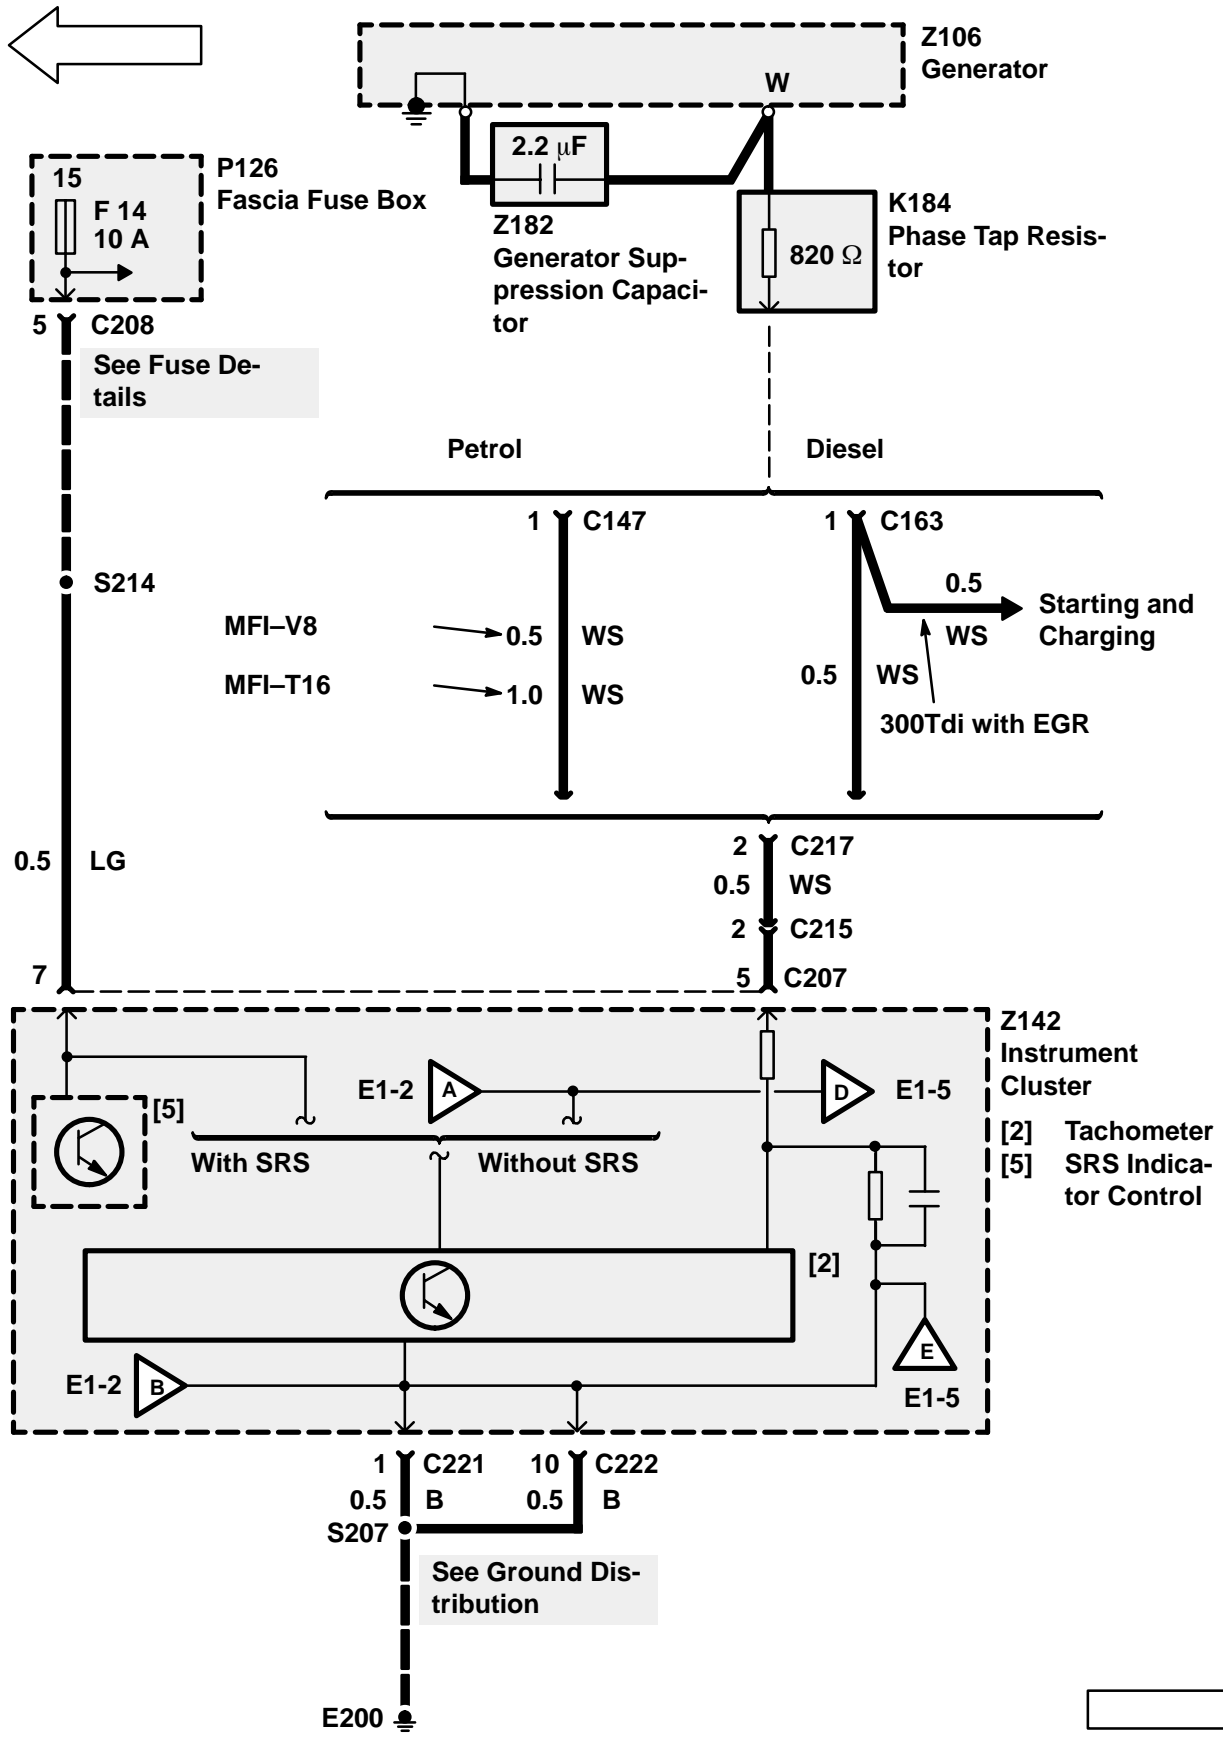 Z106
Generator
W
2.2 µF
15
F 14
10 A
P126
Fascia Fuse Box
Z182
Generator Sup-
pression Capaci-
tor
K184
Phase Tap Resis-
tor
820 Ω
5 C208
See Fuse De-
tails
Petrol
Diesel
1 C147
1 C163
S214
0.5
WS
Starting and
Charging
MFI–V8
0.5 WS
MFI–T16
1.0 WS
0.5 WS
300Tdi with EGR
2 C217
0.5 LG
0.5 WS
2 C215
7
5 C207
Z142
Instrument
Cluster
[2] Tachometer
[5] SRS Indica-
tor Control
E1-2 A
D E1-5
[5]
With SRS
Without SRS
[2]
E
E1-5
E1-2 B
1 C221
10 C222
0.5 B
0.5 B
S207
See Ground Dis-
tribution
E200